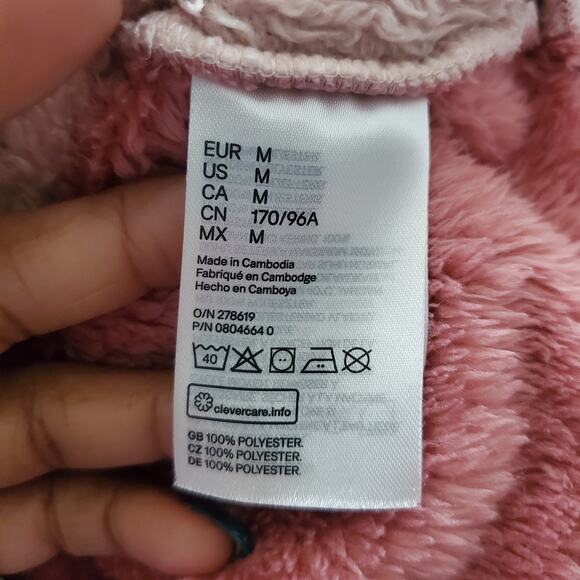 EUR M
US M
CA M
CN 170/96A
MX M
Made in Cambodia
Fabriqué en Cambodge
Hecho en Camboya
O/N 278619
P/N 0804664 0
40
clevercare.info
GB 100% POLYESTER.
CZ 100% POLYESTER.
DE 100% POLYESTER.